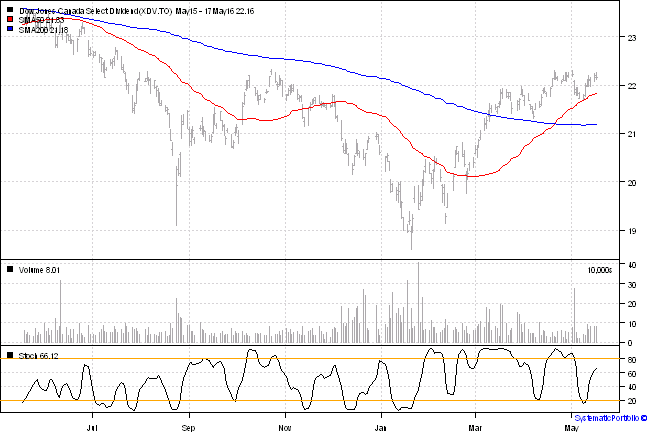 Dow Jones Canada Select Dividend(XDV.TO) May15 - 17May16 22.16
SMA50 21.83
SMA200 21.18
23
22
21
20
19
Volume 8.01
10,000s
40
30
20
10
0
Stoch 66.12
80
60
40
20
Jul Sep Nov Jan Mar May
SystematicPortfolio ©